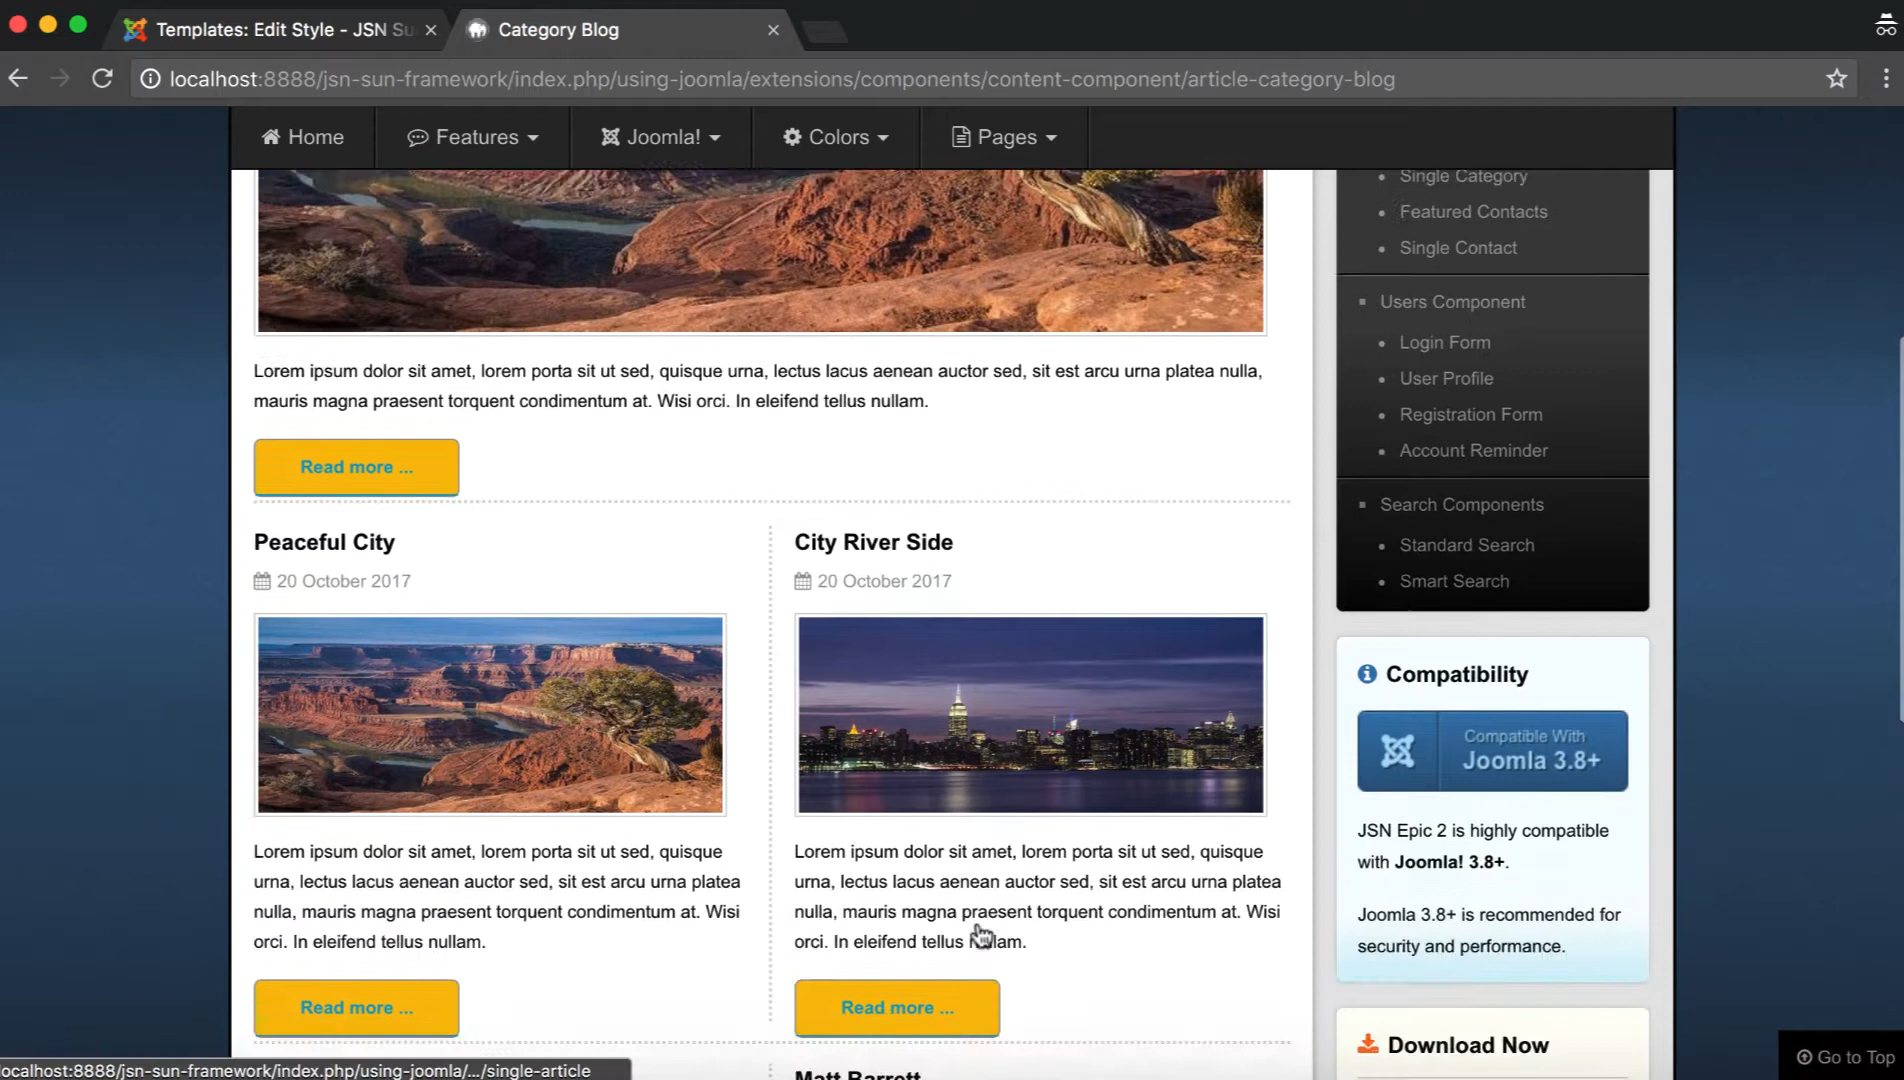 Templates: Edit Style - JSN Su
Category Blog
localhost:8888/jsn-sun-framework/index.php/using-joomla/extensions/components/content-component/article-category-blog
Home
Features
Joomla!
Colors
Pages
Lorem ipsum dolor sit amet, lorem porta sit ut sed, quisque urna, lectus lacus aenean auctor sed, sit est arcu urna platea nulla,
mauris magna praesent torquent condimentum at. Wisi orci. In eleifend tellus nullam.
Read more ...
Peaceful City
20 October 2017
Lorem ipsum dolor sit amet, lorem porta sit ut sed, quisque
urna, lectus lacus aenean auctor sed, sit est arcu urna platea
nulla, mauris magna praesent torquent condimentum at. Wisi
orci. In eleifend tellus nullam.
Read more ...
City River Side
20 October 2017
Lorem ipsum dolor sit amet, lorem porta sit ut sed, quisque
urna, lectus lacus aenean auctor sed, sit est arcu urna platea
nulla, mauris magna praesent torquent condimentum at. Wisi
orci. In eleifend tellus nullam.
Read more ...
Matt Barrett
Single Category
Featured Contacts
Single Contact
Users Component
Login Form
User Profile
Registration Form
Account Reminder
Search Components
Standard Search
Smart Search
Compatibility
Compatible With
Joomla 3.8+
JSN Epic 2 is highly compatible
with Joomla! 3.8+.
Joomla 3.8+ is recommended for
security and performance.
Download Now
Go to Top
localhost:8888/jsn-sun-framework/index.php/using-joomla/.../single-article